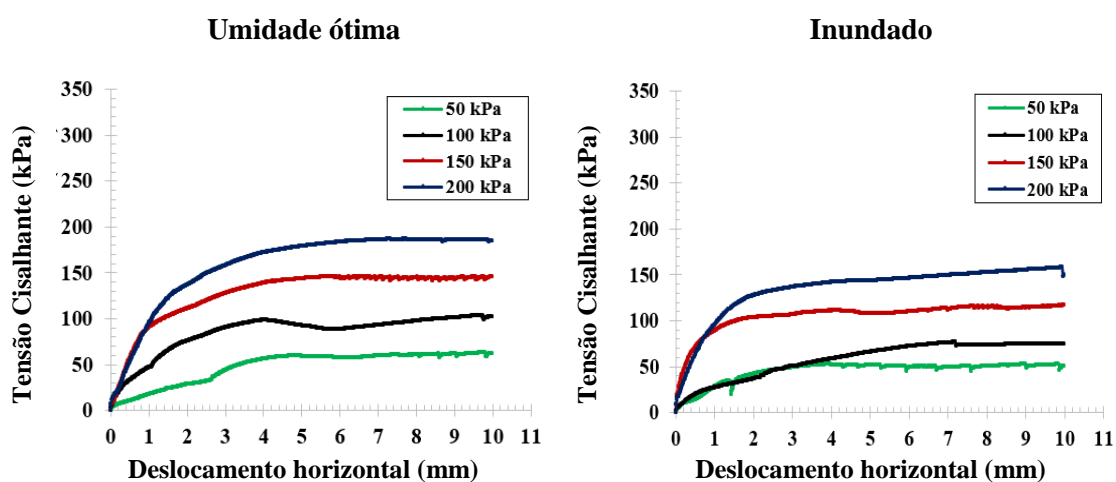 Umidade ótima
Tensão Cisalhante (kPa)
350
300
250
200
150
100
50
0
50 kPa
100 kPa
150 kPa
200 kPa
0 1 2 3 4 5 6 7 8 9 10 11
Deslocamento horizontal (mm)
Inundado
Tensão Cisalhante (kPa)
350
300
250
200
150
100
50
0
50 kPa
100 kPa
150 kPa
200 kPa
0 1 2 3 4 5 6 7 8 9 10 11
Deslocamento horizontal (mm)